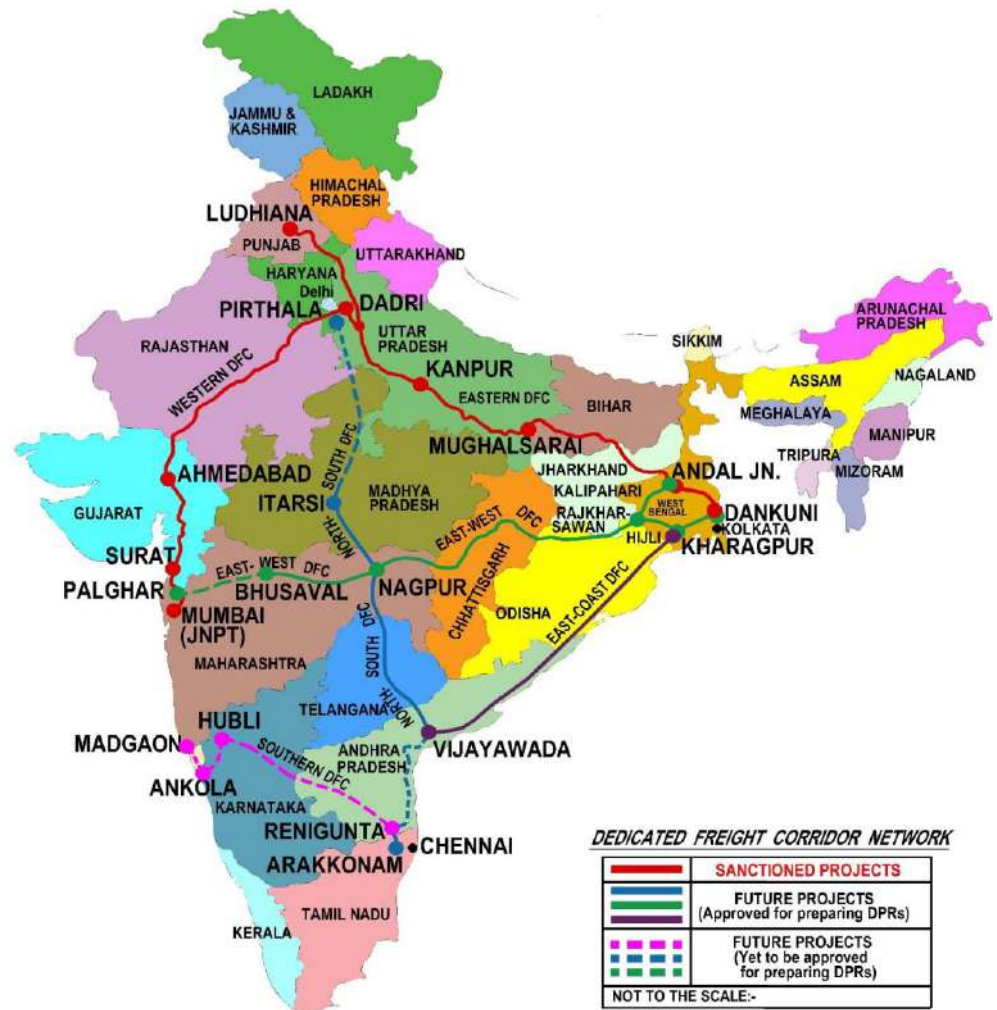 LADAKH
JAMMU &
KASHMIR
HIMACHAL
PRADESH
LUDHIANA
PUNJAB
UTTARAKHAND
HARYANA
Delhi
PIRTHALA
DADRI
UTTAR
PRADESH
RAJASTHAN
WESTERN DFC
KANPUR
EASTERN DFC
BIHAR
SIKKIM
ARUNACHAL
PRADESH
ASSAM
NAGALAND
MEGHALAYA
MANIPUR
TRIPURA
MIZORAM
MUGHALSARAI
AHMEDABAD
GUJARAT
NORTH-
SOUTH DFC
ITARSI
MADHYA
PRADESH
JHARKHAND
ANDAL JN.
KALIPAHARI
WEST
BENGAL
DANKUNI
KOLKATA
RAJKHAR-
SAWAN
HIJLI
KHARAGPUR
SURAT
PALGHAR
EAST- WEST DFC
BHUSAVAL
NAGPUR
EAST-WEST DFC
CHHATTISGARH
ODISHA
EAST-COAST DFC
MUMBAI
(JNPT)
MAHARASHTRA
NORTH-
SOUTH DFC
TELANGANA
VIJAYAWADA
HUBLI
MADGAON
ANKOLA
SOUTHERN DFC
ANDHRA
PRADESH
KARNATAKA
RENIGUNTA
CHENNAI
ARAKKONAM
TAMIL NADU
KERALA
DEDICATED FREIGHT CORRIDOR NETWORK
SANCTIONED PROJECTS
FUTURE PROJECTS
(Approved for preparing DPRs)
FUTURE PROJECTS
(Yet to be approved
for preparing DPRs)
NOT TO THE SCALE:-